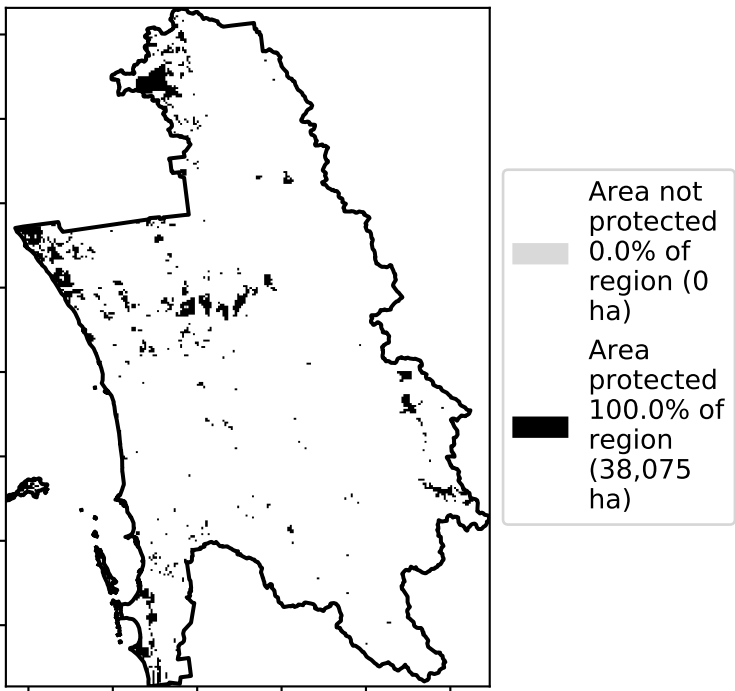 Area not
protected
0.0% of
region (0
ha)
Area
protected
100.0% of
region
(38,075
ha)